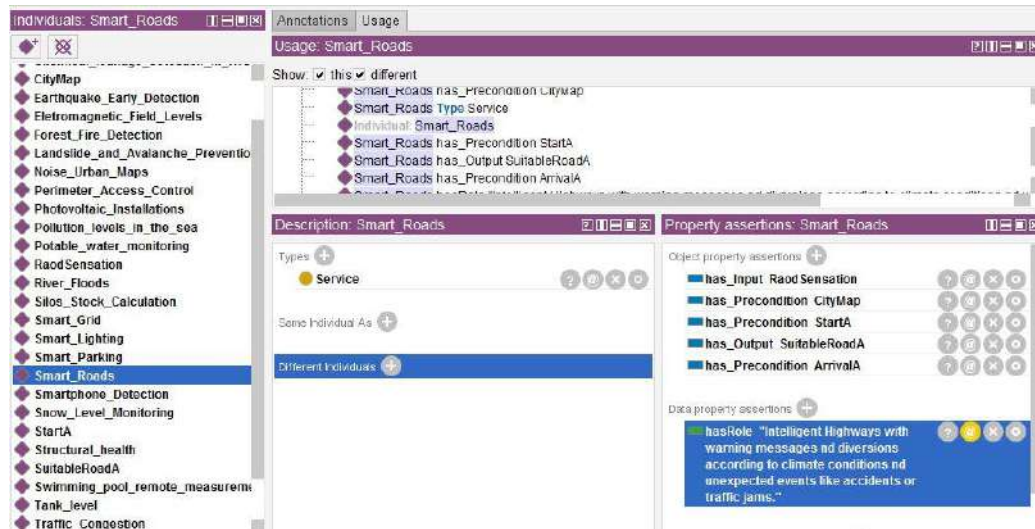 Individuals: Smart_Roads
CityMap
Earthquake_Early_Detection
Eletromagnetic_Field_Levels
Forest_Fire_Detection
Landslide_and_Avalanche_Preventio
Noise_Urban_Maps
Perimeter_Access_Control
Photovoltaic_Installations
Pollution_levels_in_the_sea
Potable_water_monitoring
RaodSensation
River_Floods
Silos_Stock_Calculation
Smart_Grid
Smart_Lighting
Smart_Parking
Smart_Roads
Smartphone_Detection
Snow_Level_Monitoring
StartA
Structural_health
SuitableRoadA
Swimming_pool_remote_measureme
Tank_level
Traffic_Congestion
Annotations Usage
Usage: Smart_Roads
Show: this different
Smart_Roads has_Precondition CityMap
Smart_Roads Type Service
Individual: Smart_Roads
Smart_Roads has_Precondition StartA
Smart_Roads has_Output SuitableRoadA
Smart_Roads has_Precondition ArrivalA
Description: Smart_Roads
Types
Service
Same Individual As
Different Individuals
Property assertions: Smart_Roads
Object property assertions
has_Input RaodSensation
has_Precondition CityMap
has_Precondition StartA
has_Output SuitableRoadA
has_Precondition ArrivalA
Data property assertions
hasRole "Intelligent Highways with
warning messages nd diversions
according to climate conditions nd
unexpected events like accidents or
traffic jams."